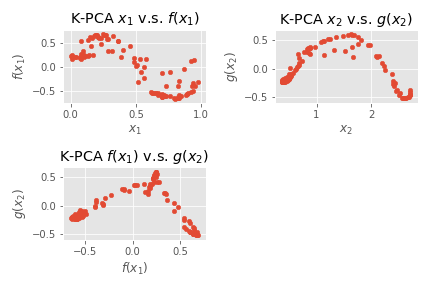 K-PCA x₁ v.s. f(x₁)
K-PCA x₂ v.s. g(x₂)
f(x₁)
0.5
0.0
−0.5
0.0
0.5
1.0
x₁
g(x₂)
0.5
0.0
−0.5
1
2
x₂
K-PCA f(x₁) v.s. g(x₂)
g(x₂)
0.5
0.0
−0.5
−0.5
0.0
0.5
f(x₁)